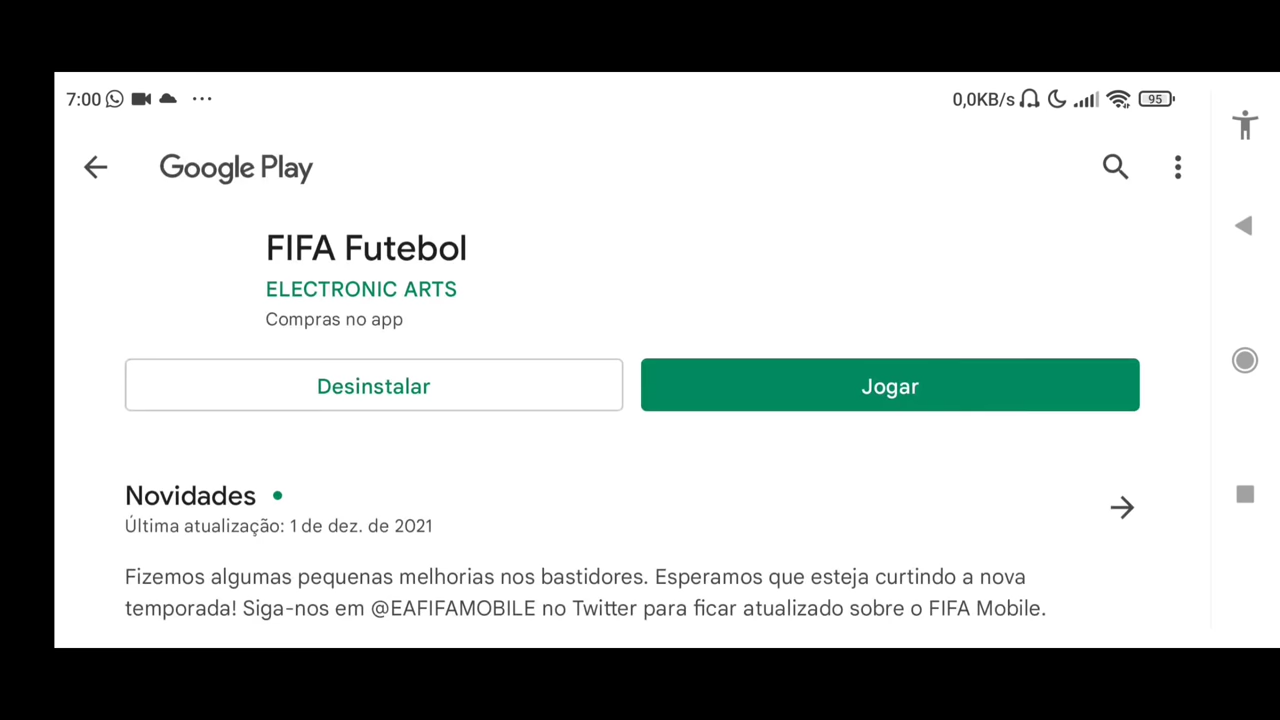 7:00 0,0KB/s 95
Google Play
FIFA Futebol
ELECTRONIC ARTS
Compras no app
Desinstalar Jogar
Novidades
Última atualização: 1 de dez. de 2021
Fizemos algumas pequenas melhorias nos bastidores. Esperamos que esteja curtindo a nova
temporada! Siga-nos em @EAFIFAMOBILE no Twitter para ficar atualizado sobre o FIFA Mobile.